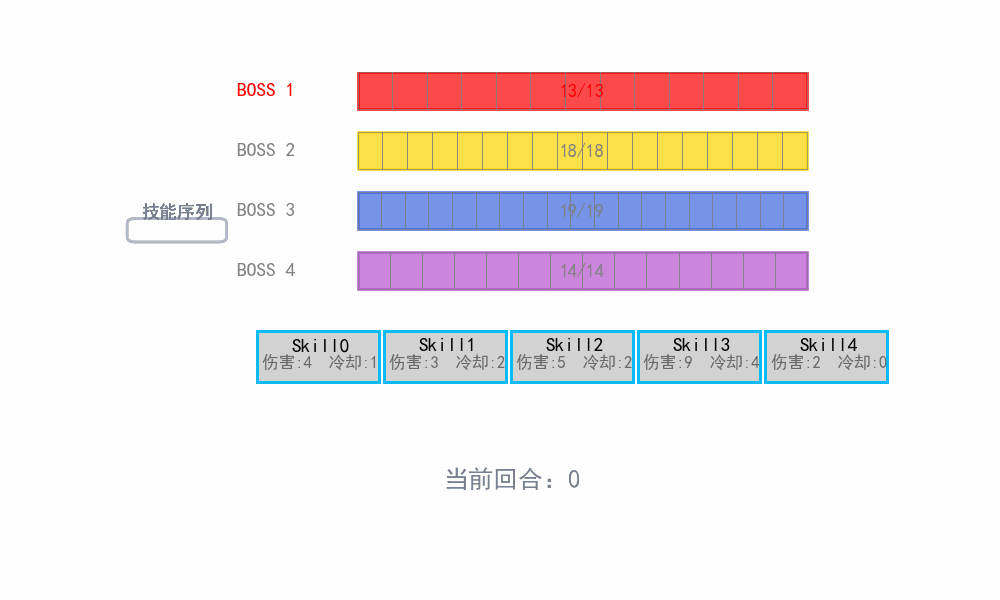 BOSS 1 13/13
BOSS 2 18/18
技能序列
BOSS 3 19/19
BOSS 4 14/14
Skill0 Skill1 Skill2 Skill3 Skill4
伤害:4 冷却:1 伤害:3 冷却:2 伤害:5 冷却:2 伤害:9 冷却:4 伤害:2 冷却:0
当前回合：0